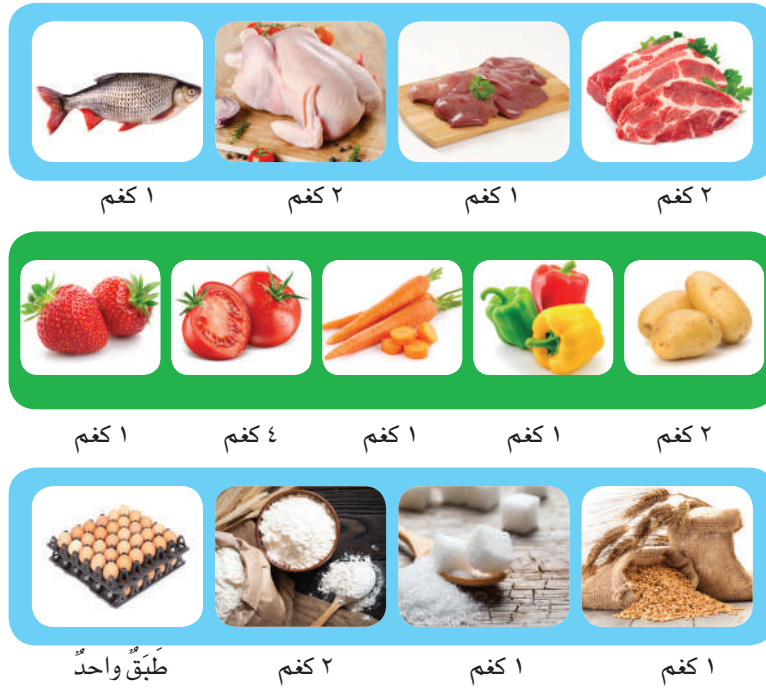 ٢ كغم ١ كغم ٢ كغم ١ كغم
٢ كغم ١ كغم ١ كغم ٤ كغم ١ كغم
١ كغم ١ كغم ٢ كغم طَبَقٌ واحدٌ